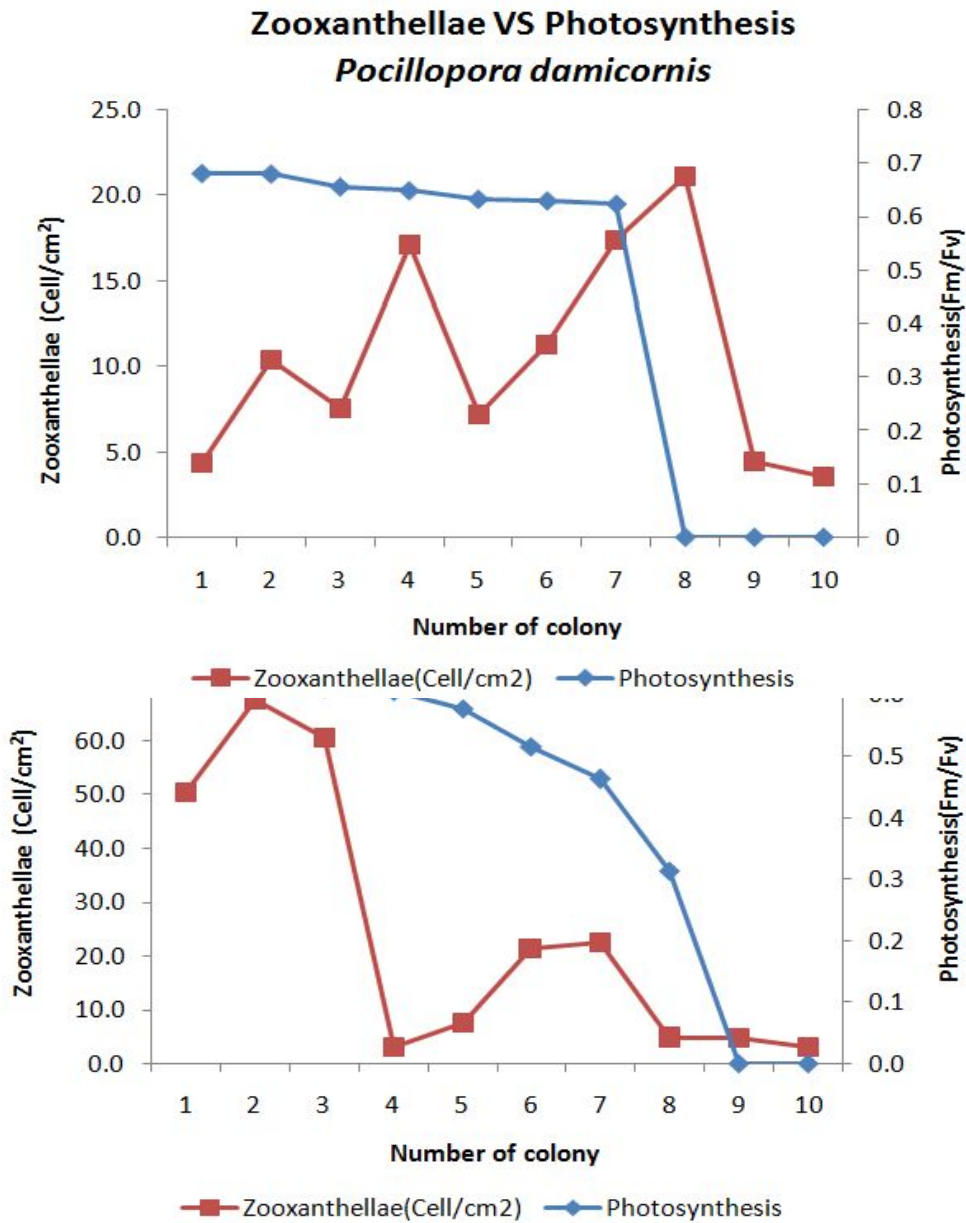 Zooxanthellae VS Photosynthesis
Pocillopora damicornis
Zooxanthellae (Cell/cm²)
25.0
20.0
15.0
10.0
5.0
0.0
0.8
0.7
0.6
0.5
0.4
0.3
0.2
0.1
0
Photosynthesis(Fm/Fv)
1 2 3 4 5 6 7 8 9 10
Number of colony
Zooxanthellae(Cell/cm2) Photosynthesis
Zooxanthellae (Cell/cm²)
60.0
50.0
40.0
30.0
20.0
10.0
0.0
0.5
0.4
0.3
0.2
0.1
0.0
Photosynthesis(Fm/Fv)
1 2 3 4 5 6 7 8 9 10
Number of colony
Zooxanthellae(Cell/cm2) Photosynthesis